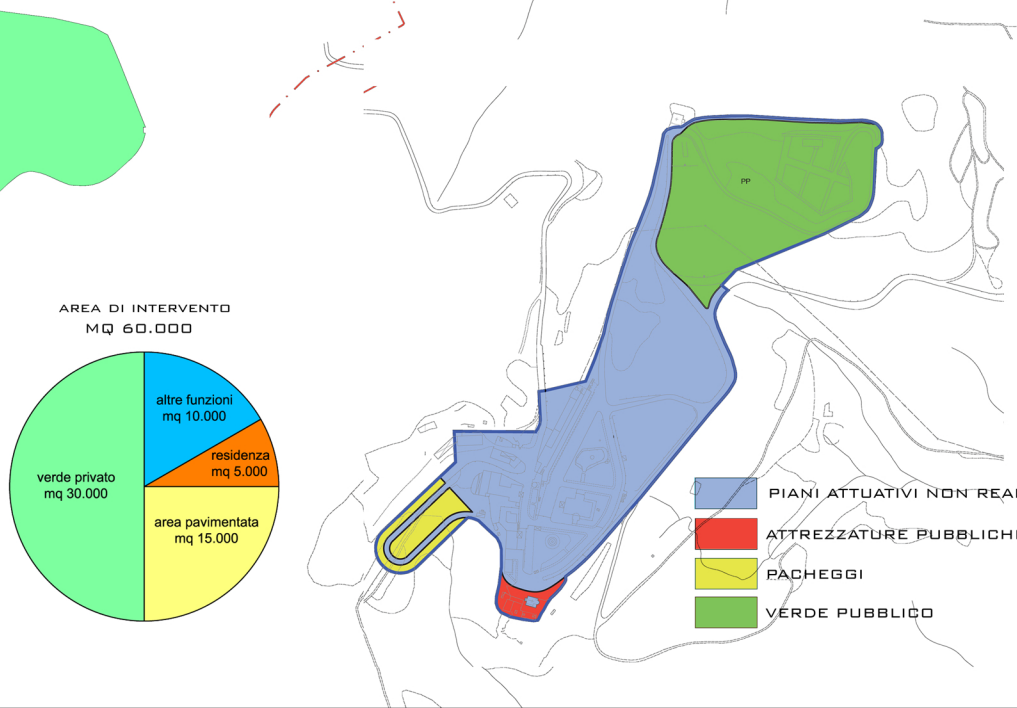 AREA DI INTERVENTO
MQ 60.000
altre funzioni
mq 10.000
residenza
mq 5.000
verde privato
mq 30.000
area pavimentata
mq 15.000
PP
PIANI ATTUATIVI NON REA
ATTREZZATURE PUBBLICH
PACHEGGI
VERDE PUBBLICO